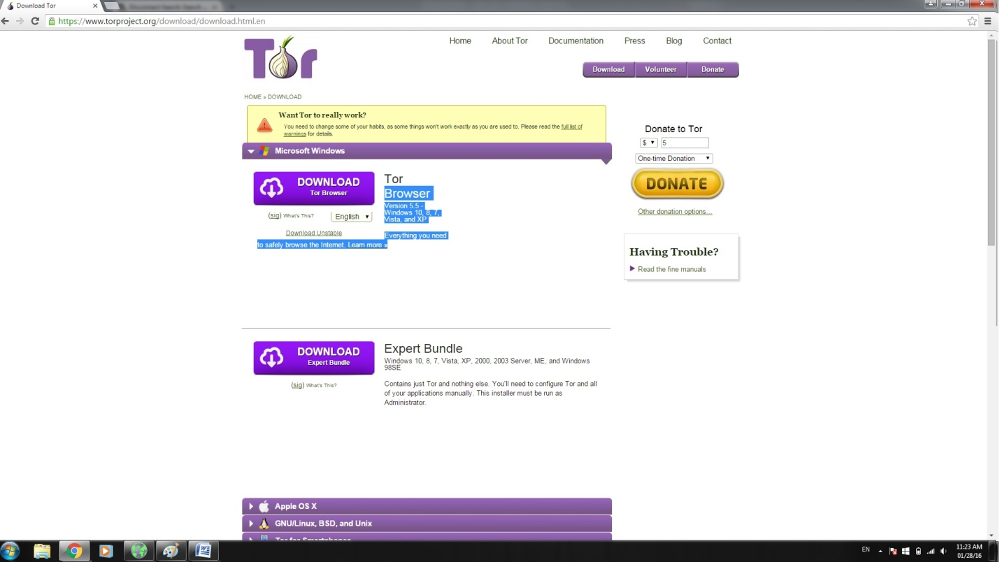 Download Tor
https://www.torproject.org/download/download.html.en
Tor
Home About Tor Documentation Press Blog Contact
Download Volunteer Donate
HOME » DOWNLOAD
Want Tor to really work?
You need to change some of your habits, as some things won't work exactly as you are used to. Please read the full list of
warnings for details.
Microsoft Windows
DOWNLOAD
Tor Browser
(sig) What's This?
English
Download Unstable
Tor
Browser
Version 5.5 -
Windows 10, 8, 7,
Vista, and XP
Everything you need
to safely browse the Internet. Learn more »
Donate to Tor
$ 5
One-time Donation
DONATE
Other donation options...
Having Trouble?
Read the fine manuals
DOWNLOAD
Expert Bundle
(sig) What's This?
Expert Bundle
Windows 10, 8, 7, Vista, XP, 2000, 2003 Server, ME, and Windows
98SE
Contains just Tor and nothing else. You'll need to configure Tor and all
of your applications manually. This installer must be run as
Administrator.
Apple OS X
GNU/Linux, BSD, and Unix
Tor for Smartphones
EN
11:23 AM
01/28/16